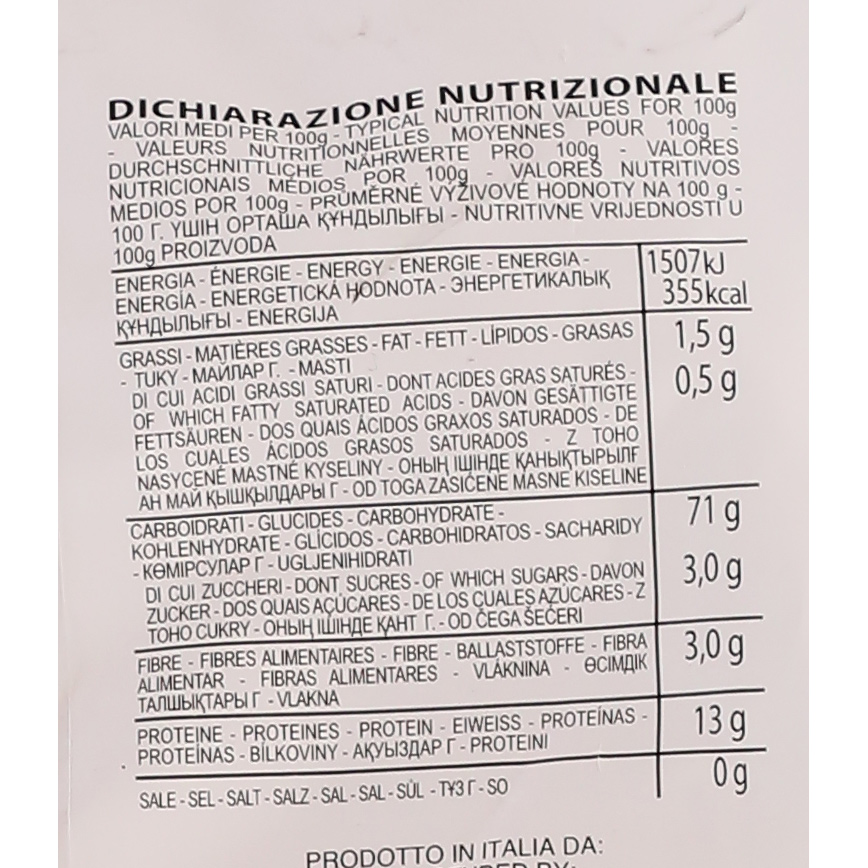 DICHIARAZIONE NUTRIZIONALE
VALORI MEDI PER 100g - TYPICAL NUTRITION VALUES FOR 100g
- VALEURS NUTRITIONNELLES MOYENNES POUR 100g -
DURCHSCHNITTLICHE NÄHRWERTE PRO 100g - VALORES
NUTRICIONAIS MÉDIOS POR 100g - VALORES NUTRITIVOS
MEDIOS POR 100g - PRŮMĚRNÉ VÝŽIVOVÉ HODNOTY NA 100 g -
100 Г. ҮШІН ОРТАША ҚҰНДЫЛЫҒЫ - NUTRITIVNE VRIJEDNOSTI U
100g PROIZVODA
ENERGIA - ÉNERGIE - ENERGY - ENERGIE - ENERGIA - 1507kJ
ENERGÍA - ENERGETICKÁ HODNOTA - ЭНЕРГЕТИКАЛЫҚ 355kcal
ҚҰНДЫЛЫҒЫ - ENERGIJA
GRASSI - MATIÈRES GRASSES - FAT - FETT - LÍPIDOS - GRASAS 1,5 g
- TUKY - МАЙЛАР Г. - MASTI
DI CUI ACIDI GRASSI SATURI - DONT ACIDES GRAS SATURÉS - 0,5 g
OF WHICH FATTY SATURATED ACIDS - DAVON GESÄTTIGTE
FETTSÄUREN - DOS QUAIS ÁCIDOS GRAXOS SATURADOS - DE
LOS CUALES ÁCIDOS GRASOS SATURADOS - Z TOHO
NASYCENÉ MASTNÉ KYSELINY - ОНЫҢ ІШІНДЕ ҚАНЫҚТЫРЫЛҒ
АН МАЙ ҚЫШҚЫЛДАРЫ Г - OD TOGA ZASIĆENE MASNE KISELINE
CARBOIDRATI - GLUCIDES - CARBOHYDRATE - 71 g
KOHLENHYDRATE - GLÍCIDOS - CARBOHIDRATOS - SACHARIDY
- КӨМІРСУЛАР Г - UGLJENIHIDRATI
DI CUI ZUCCHERI - DONT SUCRES - OF WHICH SUGARS - DAVON 3,0 g
ZUCKER - DOS QUAIS AÇÚCARES - DE LOS CUALES AZÚCARES - Z
TOHO CUKRY - ОНЫҢ ІШІНДЕ ҚАНТ Г. - OD ČEGA ŠEĆERI
FIBRE - FIBRES ALIMENTAIRES - FIBRE - BALLASTSTOFFE - FIBRA 3,0 g
ALIMENTAR - FIBRAS ALIMENTARES - VLÁKNINA - ӨСІМДІК
ТАЛШЫҚТАРЫ Г - VLAKNA
PROTEINE - PROTEINES - PROTEIN - EIWEISS - PROTEÍNAS - 13 g
PROTEÍNAS - BÍLKOVINY - АҚУЫЗДАР Г - PROTEINI
SALE - SEL - SALT - SALZ - SAL - SAL - SŮL - ТҰЗ Г - SO 0 g
PRODOTTO IN ITALIA DA: